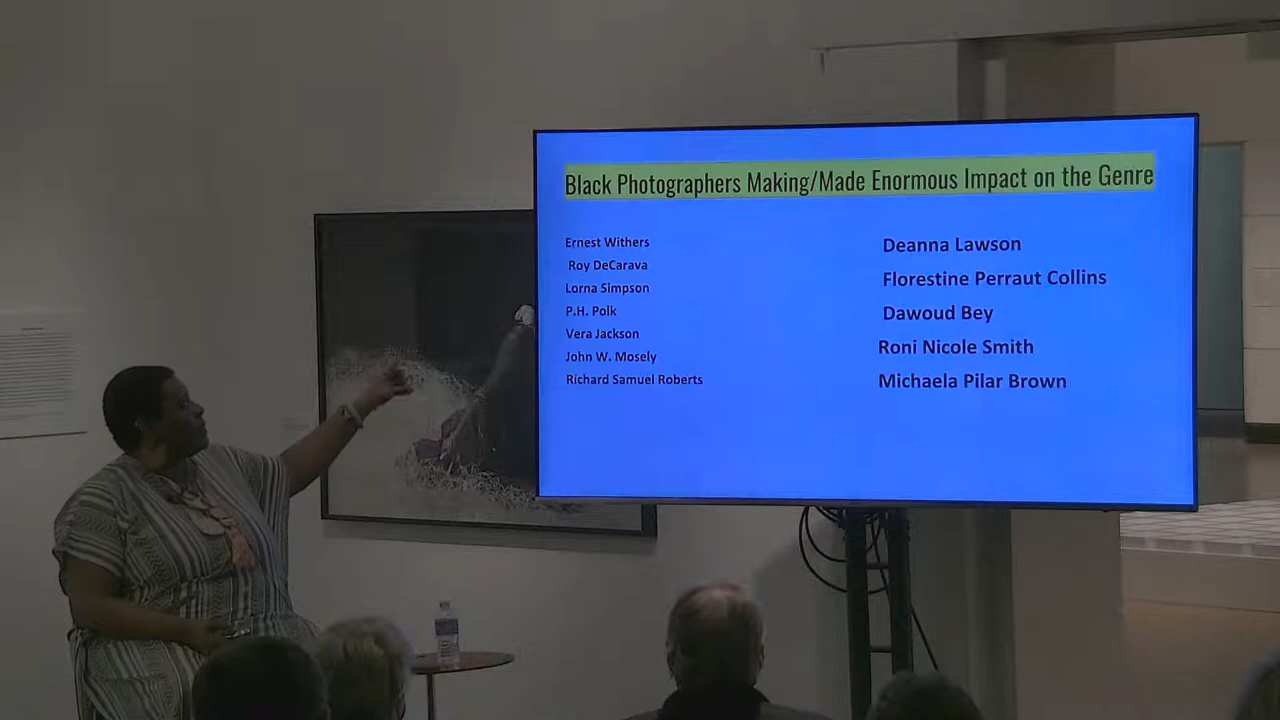 Black Photographers Making/Made Enormous Impact on the Genre
Ernest Withers
Roy DeCarava
Lorna Simpson
P.H. Polk
Vera Jackson
John W. Mosely
Richard Samuel Roberts
Deanna Lawson
Florestine Perraut Collins
Dawoud Bey
Roni Nicole Smith
Michaela Pilar Brown